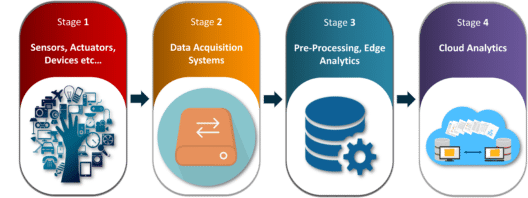 Stage 1
Sensors, Actuators,
Devices etc...
Stage 2
Data Acquisition
Systems
Stage 3
Pre-Processing, Edge
Analytics
Stage 4
Cloud Analytics